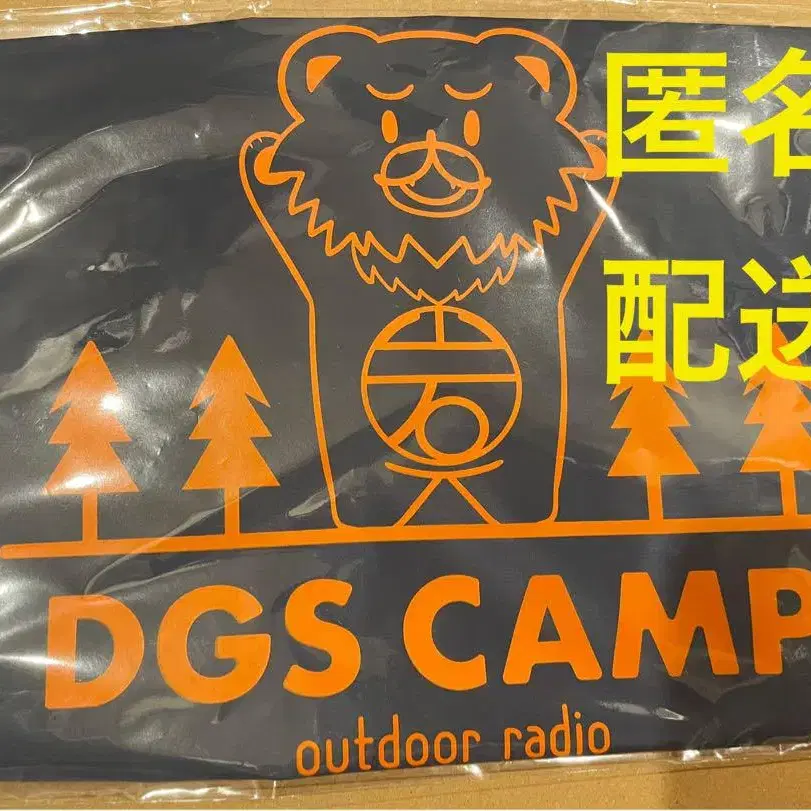 匿名
配送
DGS CAMP
outdoor radio